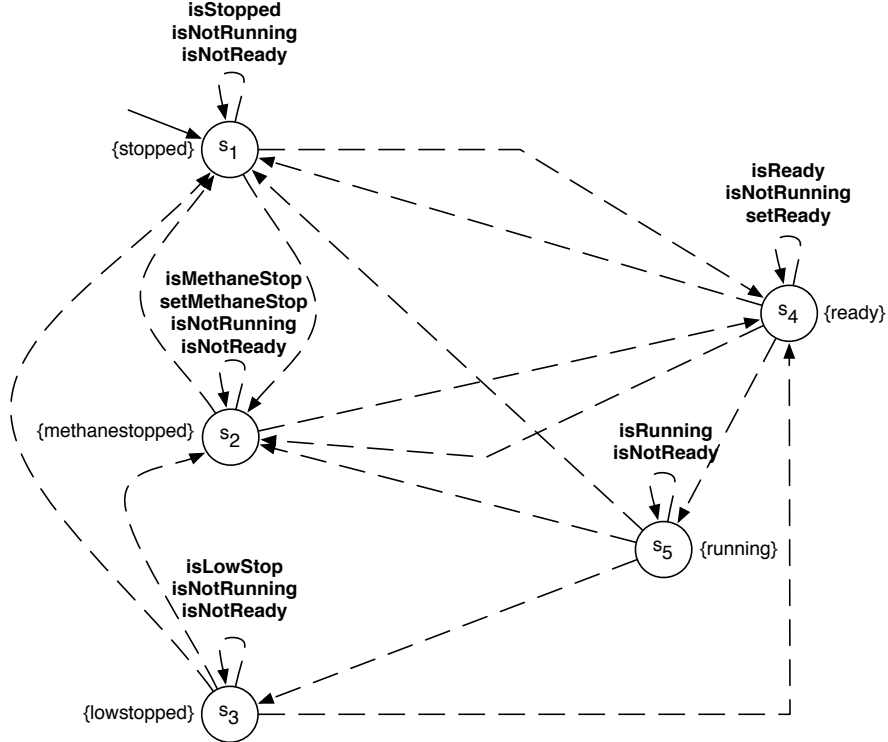 isStopped
isNotRunning
isNotReady
{stopped}
s1
isReady
isNotRunning
setReady
s4
{ready}
isMethaneStop
setMethaneStop
isNotRunning
isNotReady
{methanestopped}
s2
isRunning
isNotReady
s5
{running}
isLowStop
isNotRunning
isNotReady
{lowstopped}
s3